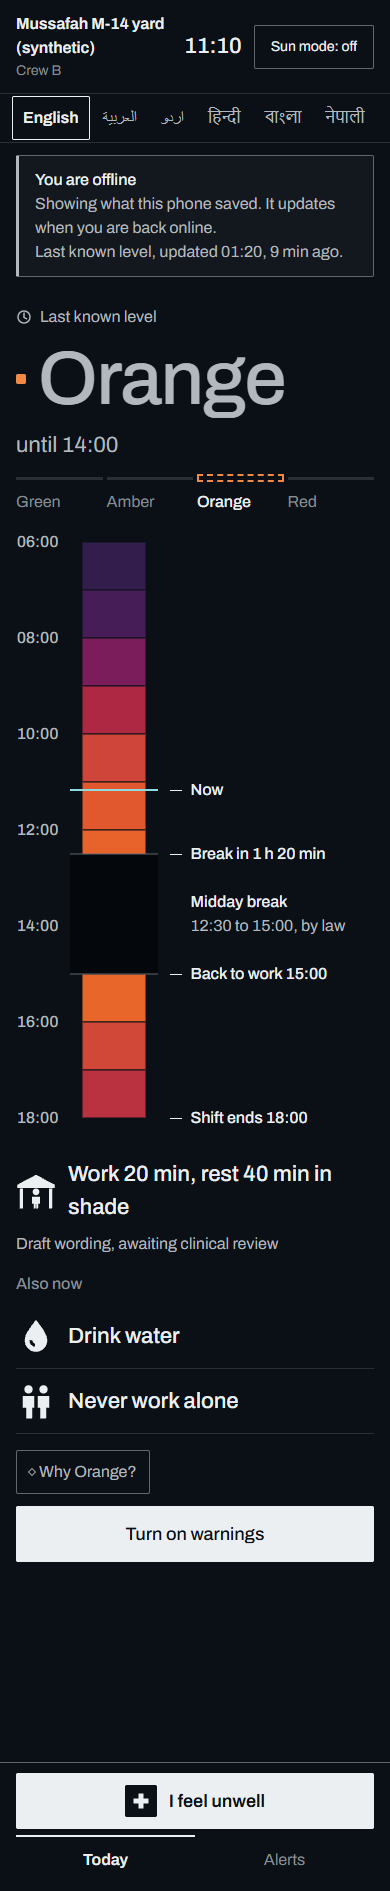 Mussafah M-14 yard
(synthetic)
Crew B
11:10
Sun mode: off
English
العربية
اردو
हिन्दी
বাংলা
नेपाली
You are offline
Showing what this phone saved. It updates
when you are back online.
Last known level, updated 01:20, 9 min ago.
Last known level
Orange
until 14:00
Green
Amber
Orange
Red
06:00
08:00
10:00
Now
12:00
Break in 1 h 20 min
Midday break
14:00
12:30 to 15:00, by law
Back to work 15:00
16:00
18:00
Shift ends 18:00
Work 20 min, rest 40 min in
shade
Draft wording, awaiting clinical review
Also now
Drink water
Never work alone
Why Orange?
Turn on warnings
I feel unwell
Today
Alerts